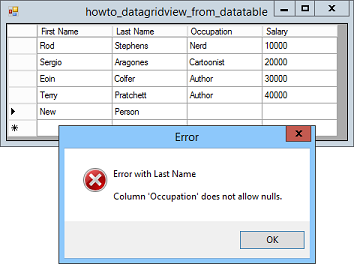 howto_datagridview_from_datatable
First Name Last Name Occupation Salary
Rod Stephens Nerd 10000
Sergio Aragones Cartoonist 20000
Eoin Colfer Author 30000
Terry Pratchett Author 40000
New Person
Error
Error with Last Name
Column 'Occupation' does not allow nulls.
OK